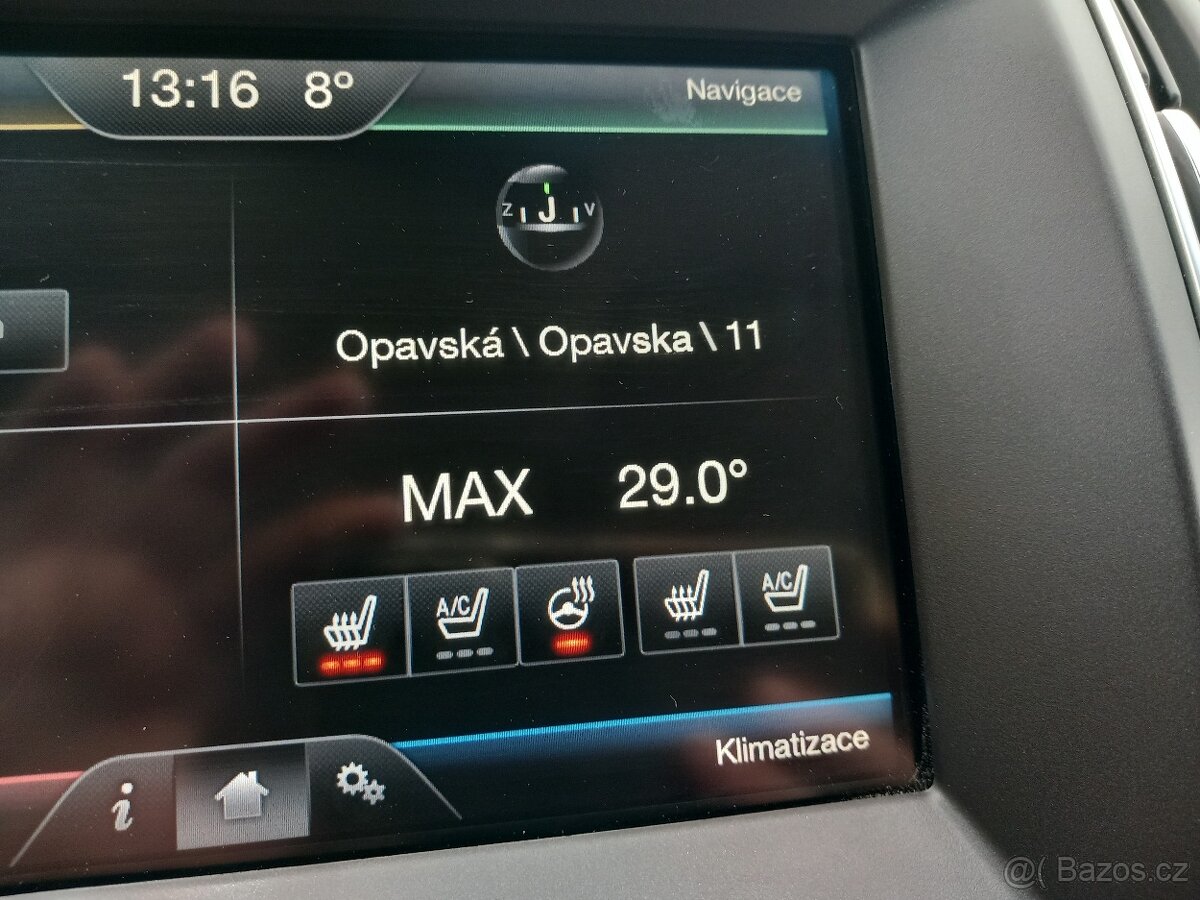 13:16 8°
Navigace
Z J V
Opavská \ Opavska \ 11
MAX 29.0°
A/C A/C
Klimatizace
i
@( Bazos.cz